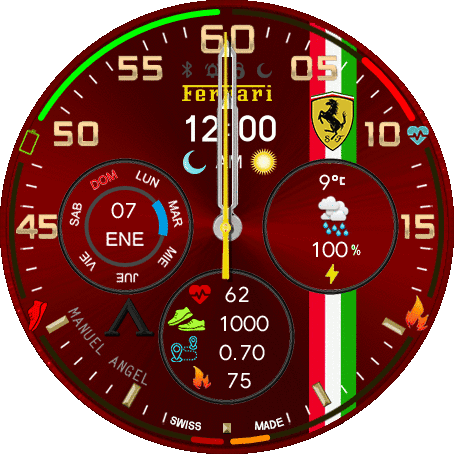 60
55
05
Ferrari
12:00
AM
50
10
S F
DOM
LUN
MAR
MIE
JUE
VIE
SAB
07
ENE
9°C
100%
45
15
62
1000
0.70
75
MANUEL ANGEL
SWISS MADE